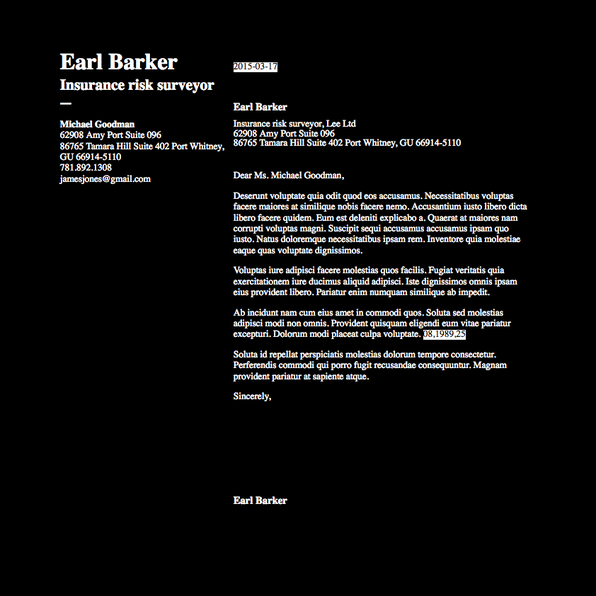 Earl Barker
Insurance risk surveyor
—
Michael Goodman
62908 Amy Port Suite 096
86765 Tamara Hill Suite 402 Port Whitney,
GU 66914-5110
781.892.1308
jamesjones@gmail.com
2015-03-17
Earl Barker
Insurance risk surveyor, Lee Ltd
62908 Amy Port Suite 096
86765 Tamara Hill Suite 402 Port Whitney, GU 66914-5110
Dear Ms. Michael Goodman,
Deserunt voluptate quia odit quod eos accusamus. Necessitatibus voluptas
facere maiores at similique nobis facere nemo. Accusantium iusto libero dicta
libero facere quidem. Eum est deleniti explicabo a. Quaerat at maiores nam
corrupti voluptas magni. Suscipit sequi accusamus accusamus ipsam quo
iusto. Natus doloremque necessitatibus ipsam rem. Inventore quia molestiae
eaque quas voluptate dignissimos.
Voluptas iure adipisci facere molestias quos facilis. Fugiat veritatis quia
exercitationem iure ducimus aliquid adipisci. Iste dignissimos omnis ipsam
eius provident libero. Pariatur enim numquam similique ab impedit.
Ab incidunt nam cum eius amet in commodi quos. Soluta sed molestias
adipisci modi non omnis. Provident quisquam eligendi eum vitae pariatur
excepturi. Dolorum modi placeat culpa voluptate. 08,1989,25
Soluta id repellat perspiciatis molestias dolorum tempore consectetur.
Perferendis commodi qui porro fugit recusandae consequuntur. Magnam
provident pariatur at sapiente atque.
Sincerely,
Earl Barker